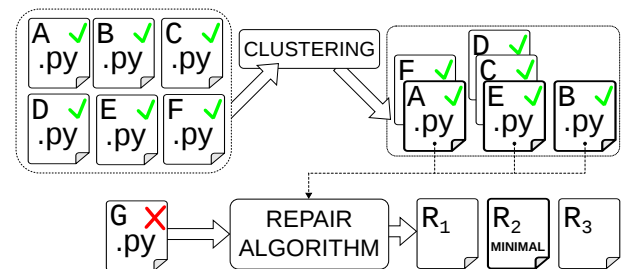 A
.py
B
.py
C
.py
D
.py
E
.py
F
.py
CLUSTERING
F
A
.py
D
C
E
.py
B
.py
G
.py
REPAIR
ALGORITHM
R1
R2
MINIMAL
R3